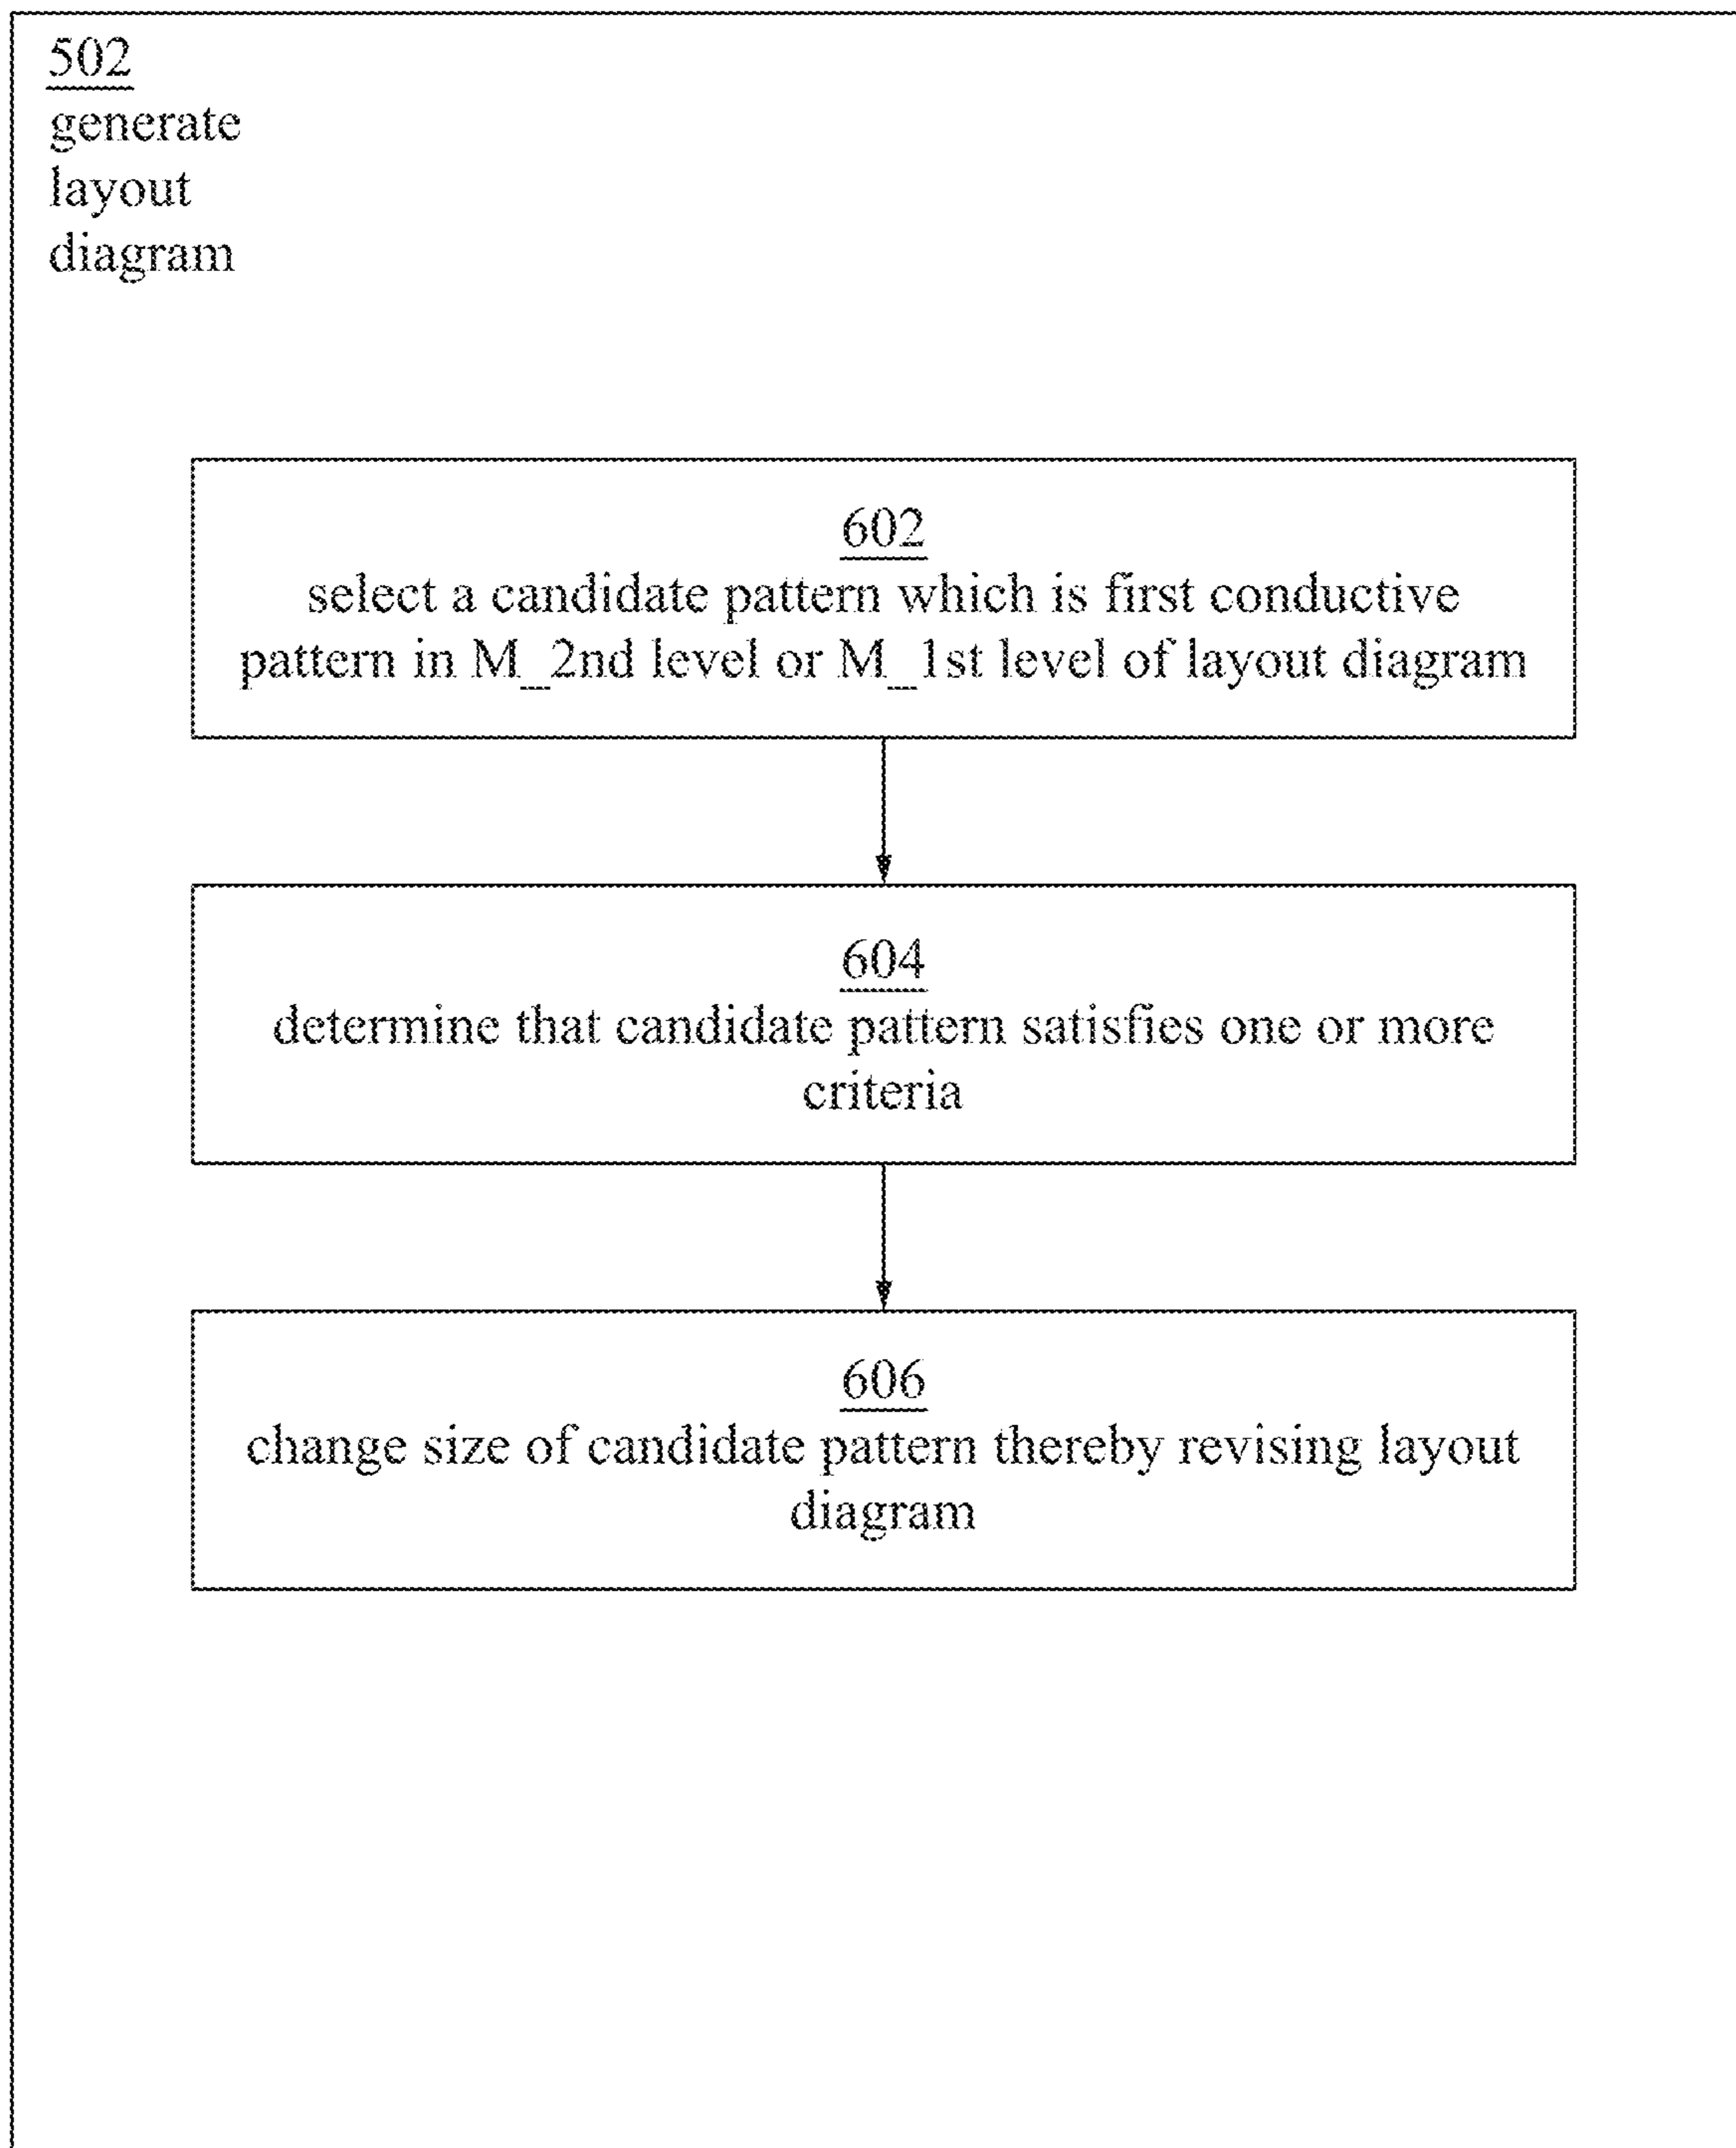 502
generate
layout
diagram
602
select a candidate pattern which is first conductive
pattern in M_2nd level or M_1st level of layout diagram
604
determine that candidate pattern satisfies one or more
criteria
606
change size of candidate pattern thereby revising layout
diagram